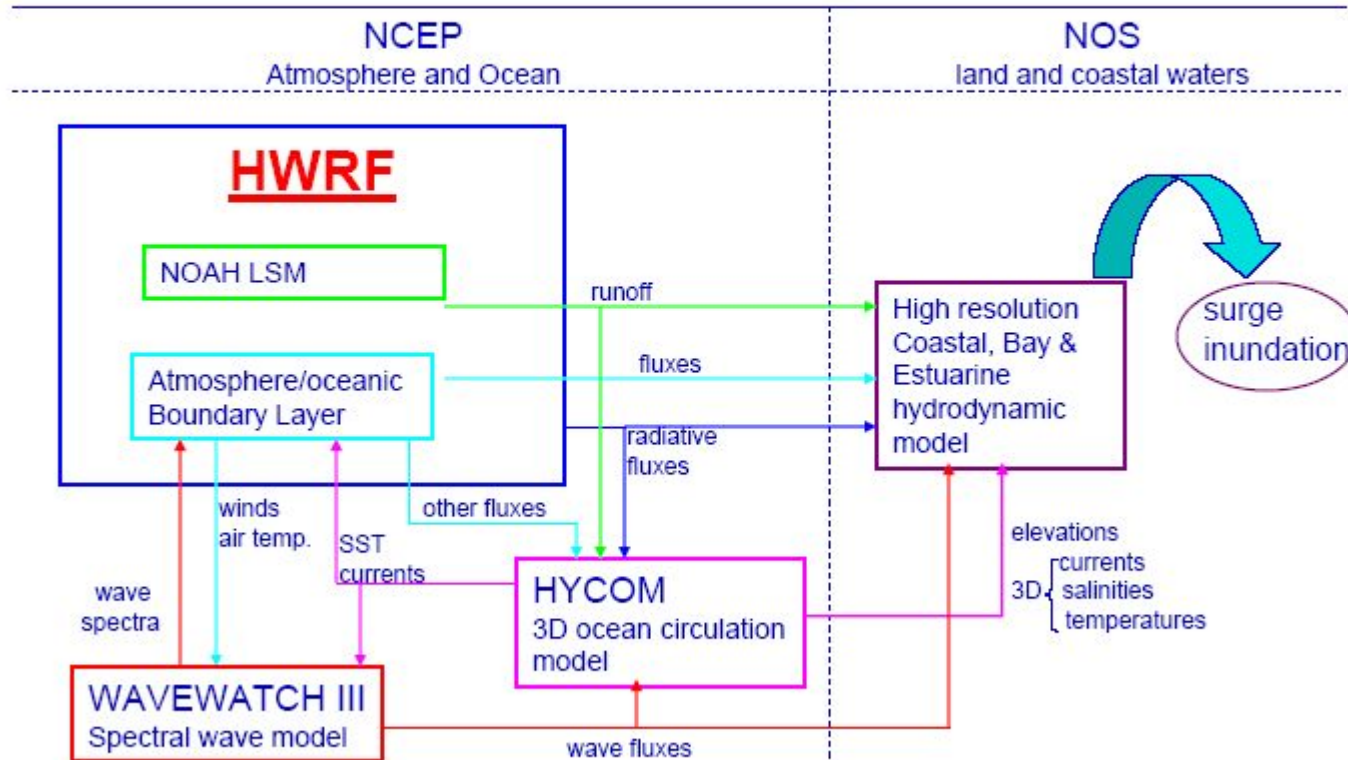 NCEP
Atmosphere and Ocean
NOS
land and coastal waters
HWRF
NOAH LSM
runoff
High resolution
Coastal, Bay &
Estuarine
hydrodynamic
model
surge
inundation
Atmosphere/oceanic
Boundary Layer
fluxes
radiative
fluxes
winds
air temp.
other fluxes
SST
currents
wave
spectra
HYCOM
3D ocean circulation
model
elevations
3D
currents
salinities
temperatures
WAVEWATCH III
Spectral wave model
wave fluxes